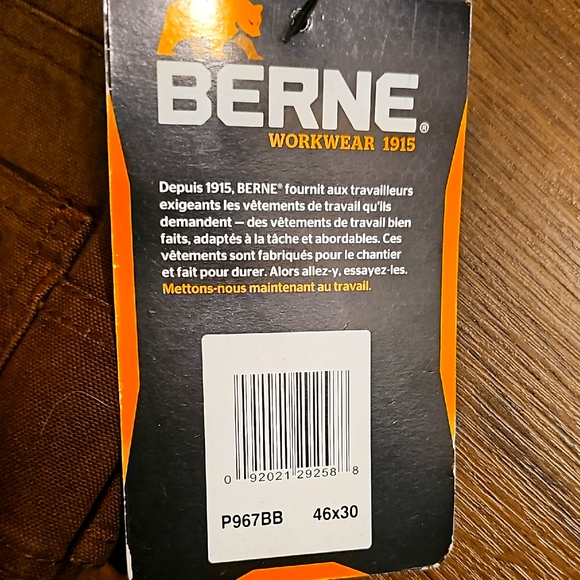 BERNE®
WORKWEAR 1915
Depuis 1915, BERNE® fournit aux travailleurs
exigeants les vêtements de travail qu'ils
demandent — des vêtements de travail bien
faits, adaptés à la tâche et abordables. Ces
vêtements sont fabriqués pour le chantier
et fait pour durer. Alors allez-y, essayez-les.
Mettons-nous maintenant au travail.
0 92021 29258 8
P967BB 46x30